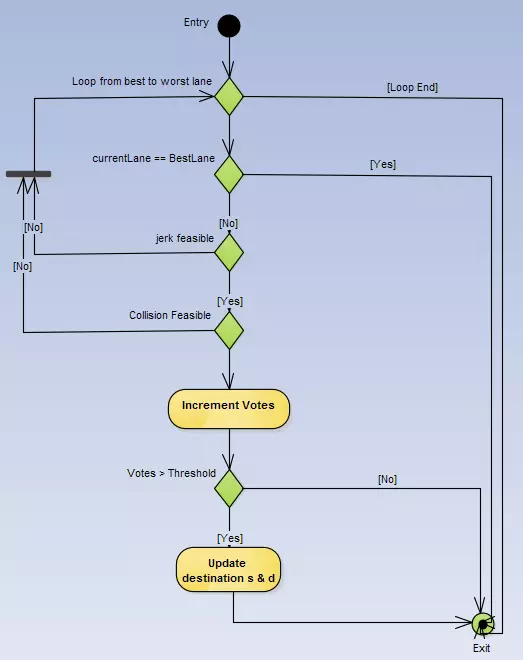 Entry
Loop from best to worst lane
[Loop End]
currentLane == BestLane
[Yes]
[No]
[No]
jerk feasible
[No]
[Yes]
Collision Feasible
Increment Votes
Votes > Threshold
[No]
[Yes]
Update
destination s & d
Exit